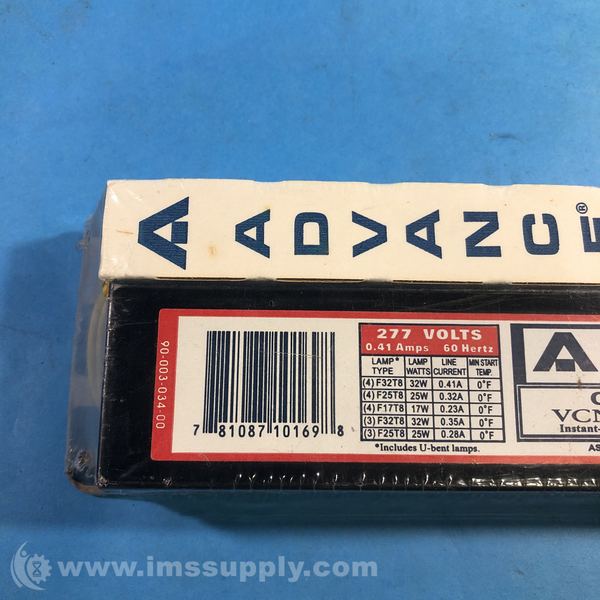 ADVANCE®
90-003-034-00
7 81087 10169 8
277 VOLTS
0.41 Amps 60 Hertz
LAMP* TYPE LAMP WATTS LINE CURRENT MIN START TEMP.
(4) F32T8 32W 0.41A 0°F
(4) F25T8 25W 0.32A 0°F
(4) F17T8 17W 0.23A 0°F
(3) F32T8 32W 0.35A 0°F
(3) F25T8 25W 0.28A 0°F
*Includes U-bent lamps.
A
VCN
Instant-
AS
www.imssupply.com